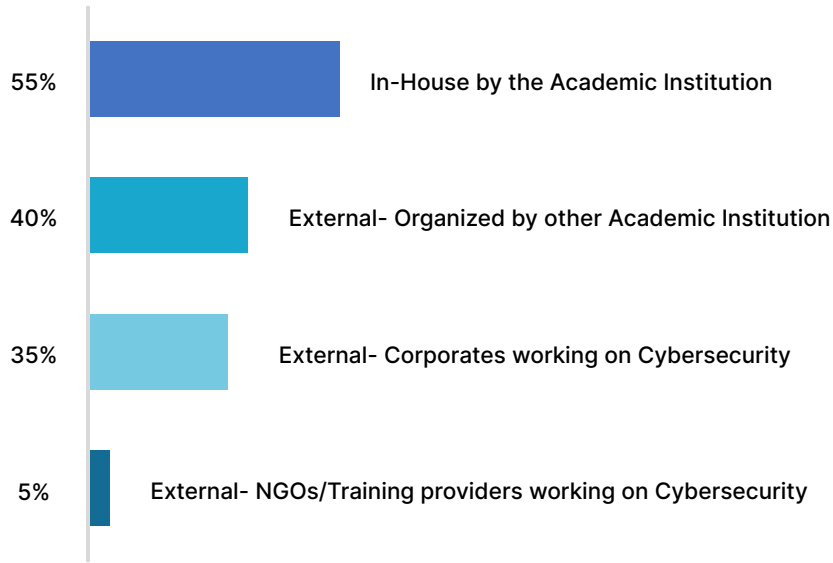 55% In-House by the Academic Institution
40% External- Organized by other Academic Institution
35% External- Corporates working on Cybersecurity
5% External- NGOs/Training providers working on Cybersecurity